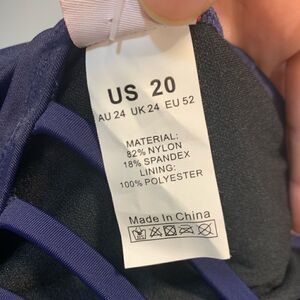 US 20
AU 24 UK 24 EU 52
MATERIAL:
82% NYLON
18% SPANDEX
LINING:
100% POLYESTER
Made In China